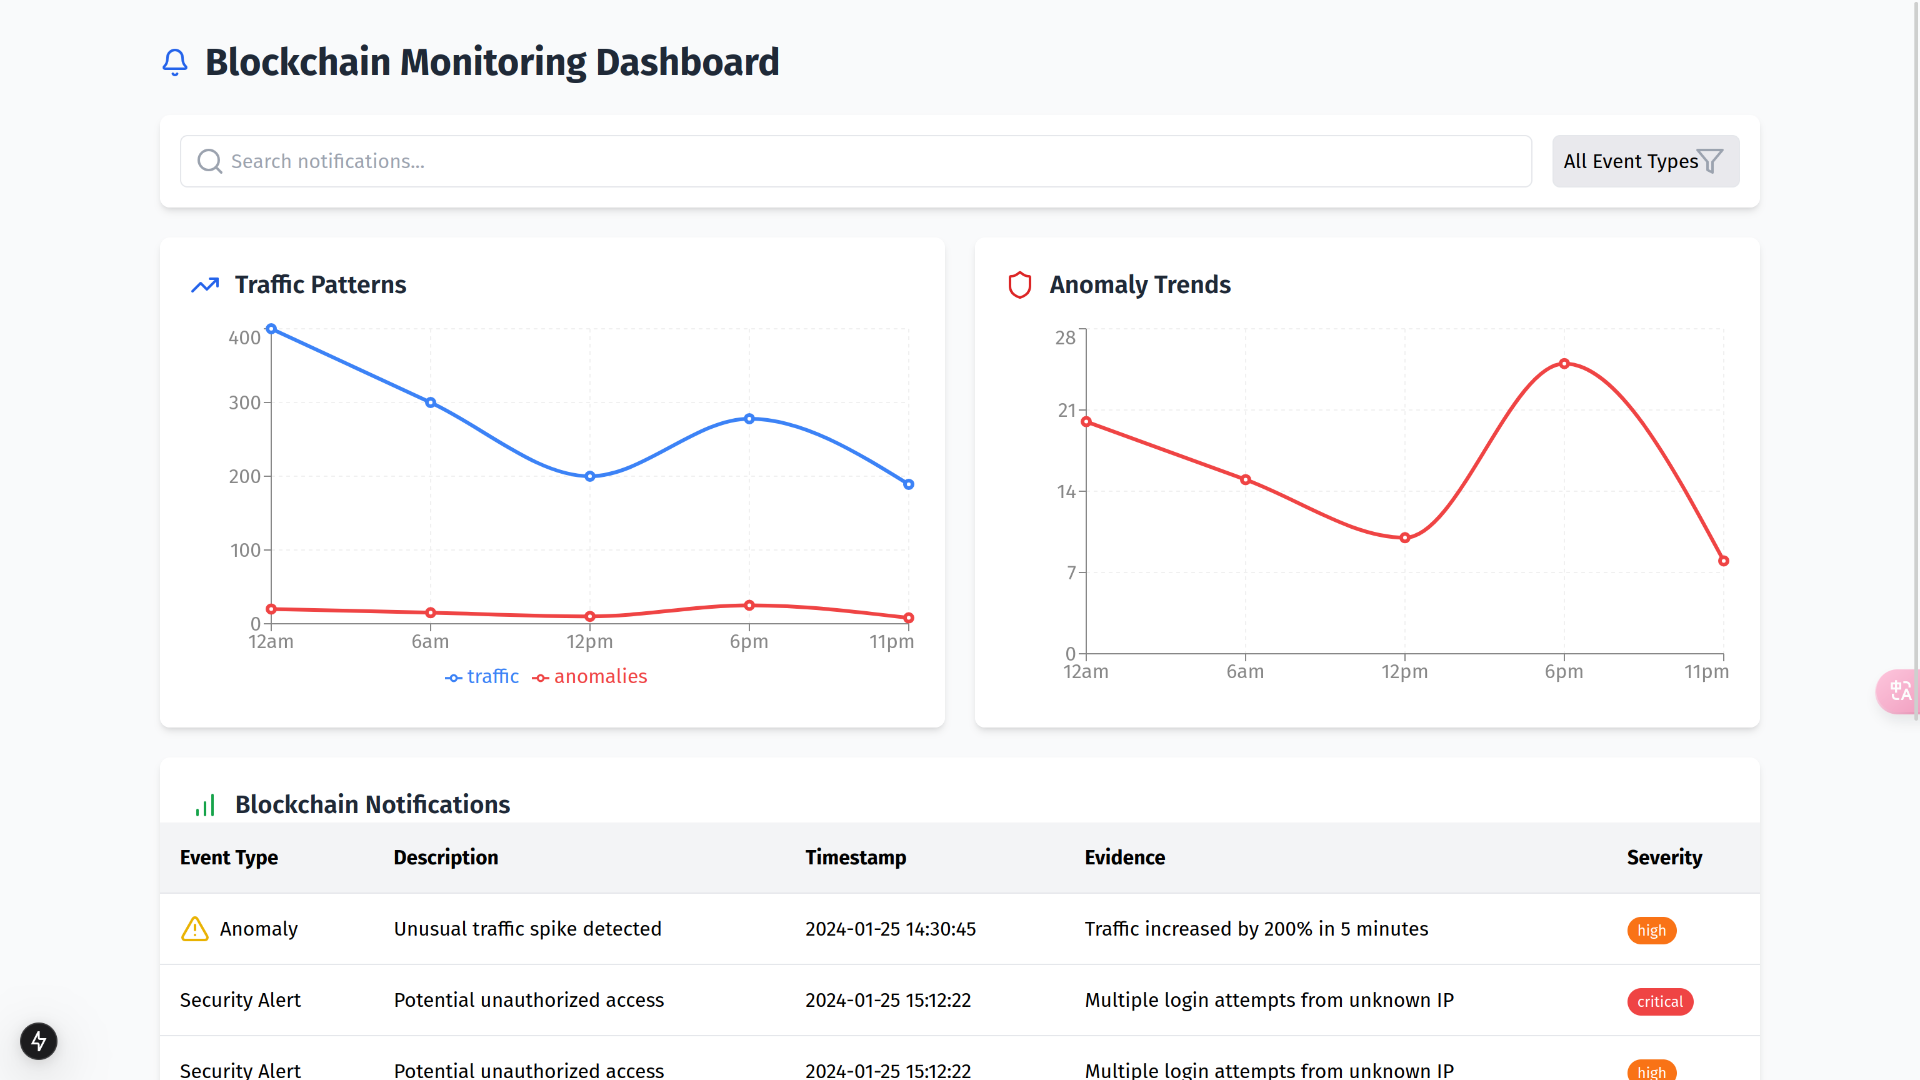 Blockchain Monitoring Dashboard
Search notifications...
All Event Types
Traffic Patterns
400
300
200
100
0
12am 6am 12pm 6pm 11pm
traffic anomalies
Anomaly Trends
28
21
14
7
0
12am 6am 12pm 6pm 11pm
Blockchain Notifications
Event Type Description Timestamp Evidence Severity
Anomaly Unusual traffic spike detected 2024-01-25 14:30:45 Traffic increased by 200% in 5 minutes high
Security Alert Potential unauthorized access 2024-01-25 15:12:22 Multiple login attempts from unknown IP critical
Security Alert Potential unauthorized access 2024-01-25 15:12:22 Multiple login attempts from unknown IP high
中A